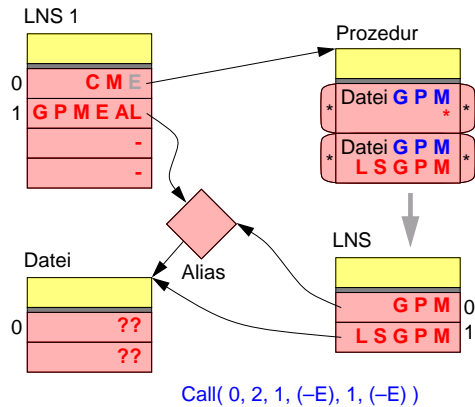 LNS 1
0 C M E
1 G P M E AL
-
-
Prozedur
Datei G P M
* * *
Datei G P M
* L S G P M *
Alias
Datei
0 ??
??
LNS
G P M 0
L S G P M 1
Call( 0, 2, 1, (–E), 1, (–E) )